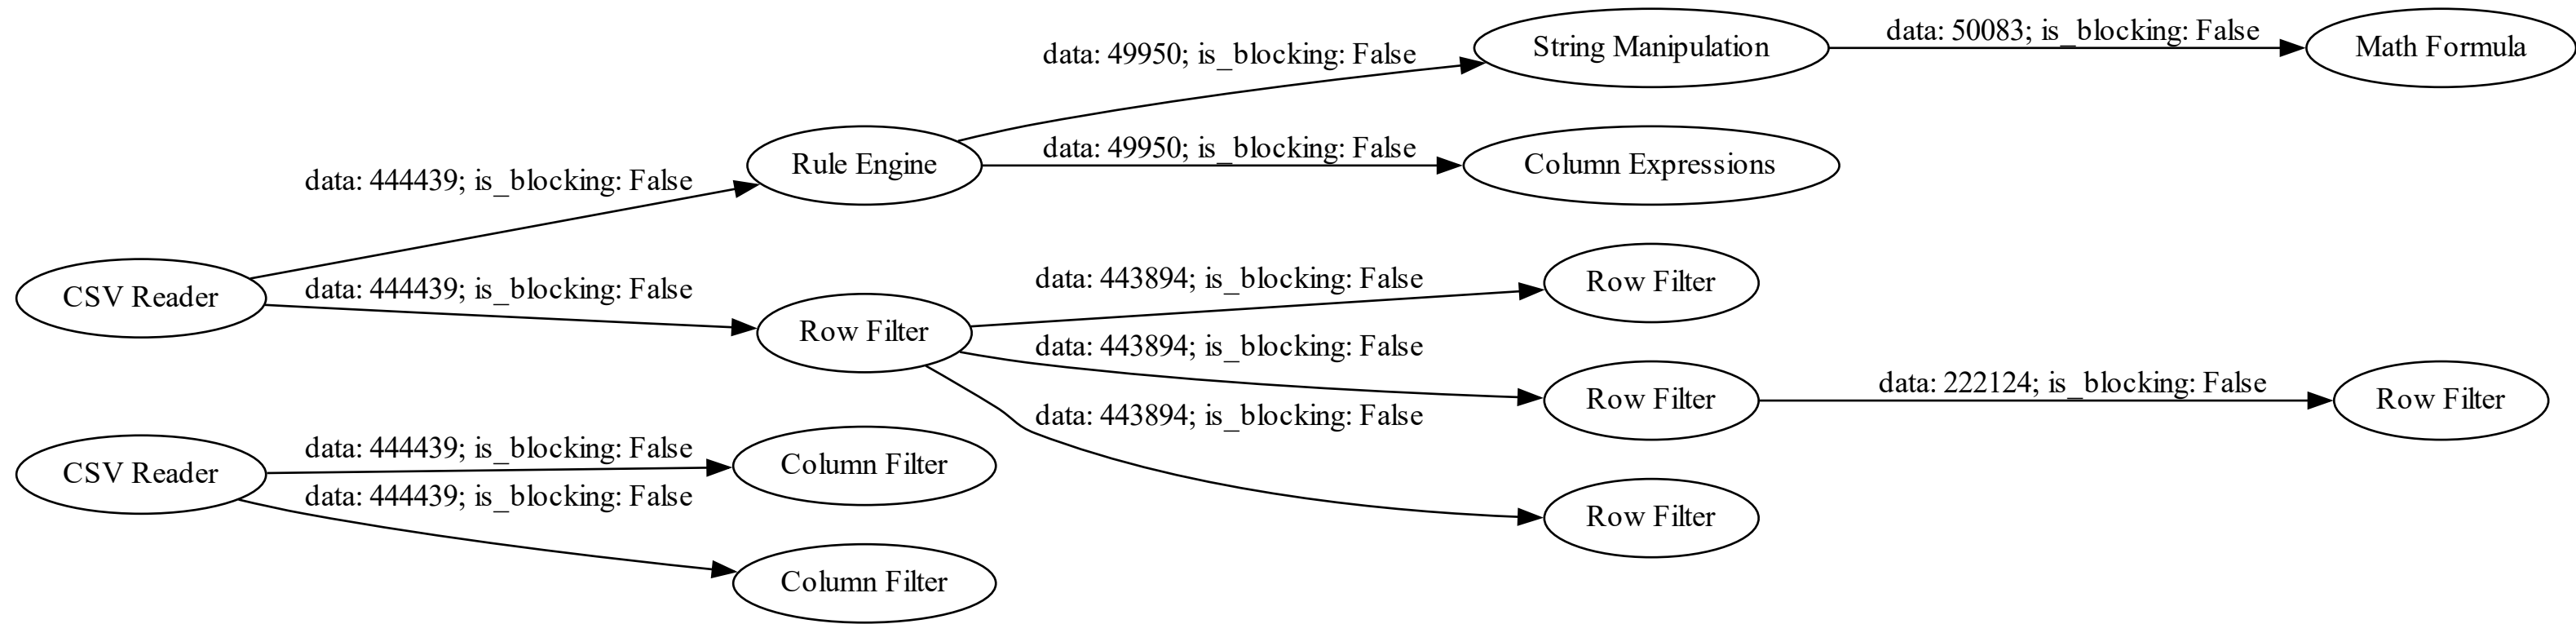 data: 50083; is_blocking: False
String Manipulation
Math Formula
data: 49950; is_blocking: False
data: 49950; is_blocking: False
Rule Engine
Column Expressions
data: 444439; is_blocking: False
CSV Reader
data: 444439; is_blocking: False
data: 443894; is_blocking: False
Row Filter
Row Filter
data: 443894; is_blocking: False
data: 222124; is_blocking: False
Row Filter
Row Filter
data: 443894; is_blocking: False
data: 444439; is_blocking: False
CSV Reader
Column Filter
data: 444439; is_blocking: False
Row Filter
Column Filter